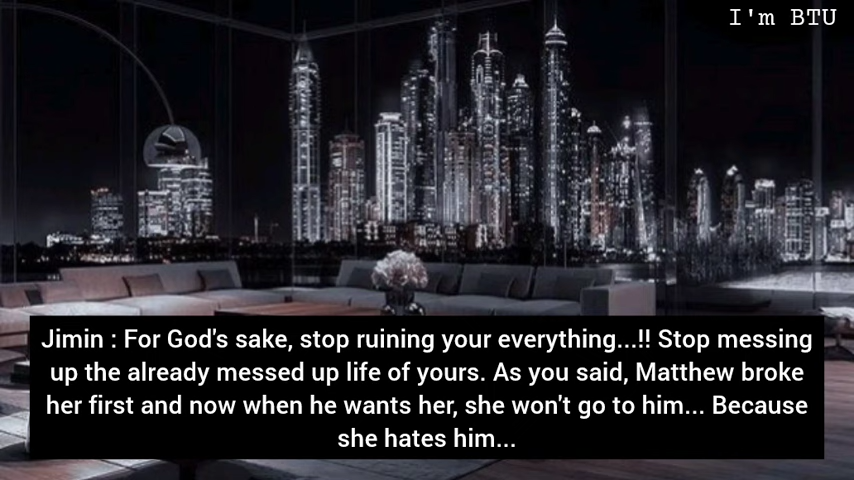 I'm BTU
Jimin : For God's sake, stop ruining your everything...!! Stop messing
up the already messed up life of yours. As you said, Matthew broke
her first and now when he wants her, she won't go to him... Because
she hates him...